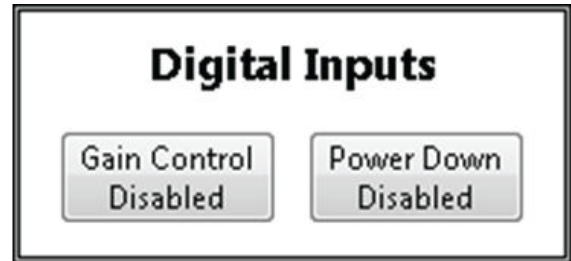 Digital Inputs
Gain Control
Disabled
Power Down
Disabled